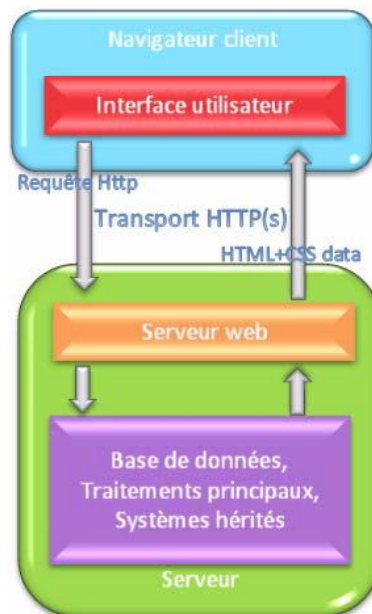 Navigateur client
Interface utilisateur
Requête Http
Transport HTTP(s)
HTML+CSS data
Serveur web
Base de données,
Traitements principaux,
Systèmes hérités
Serveur